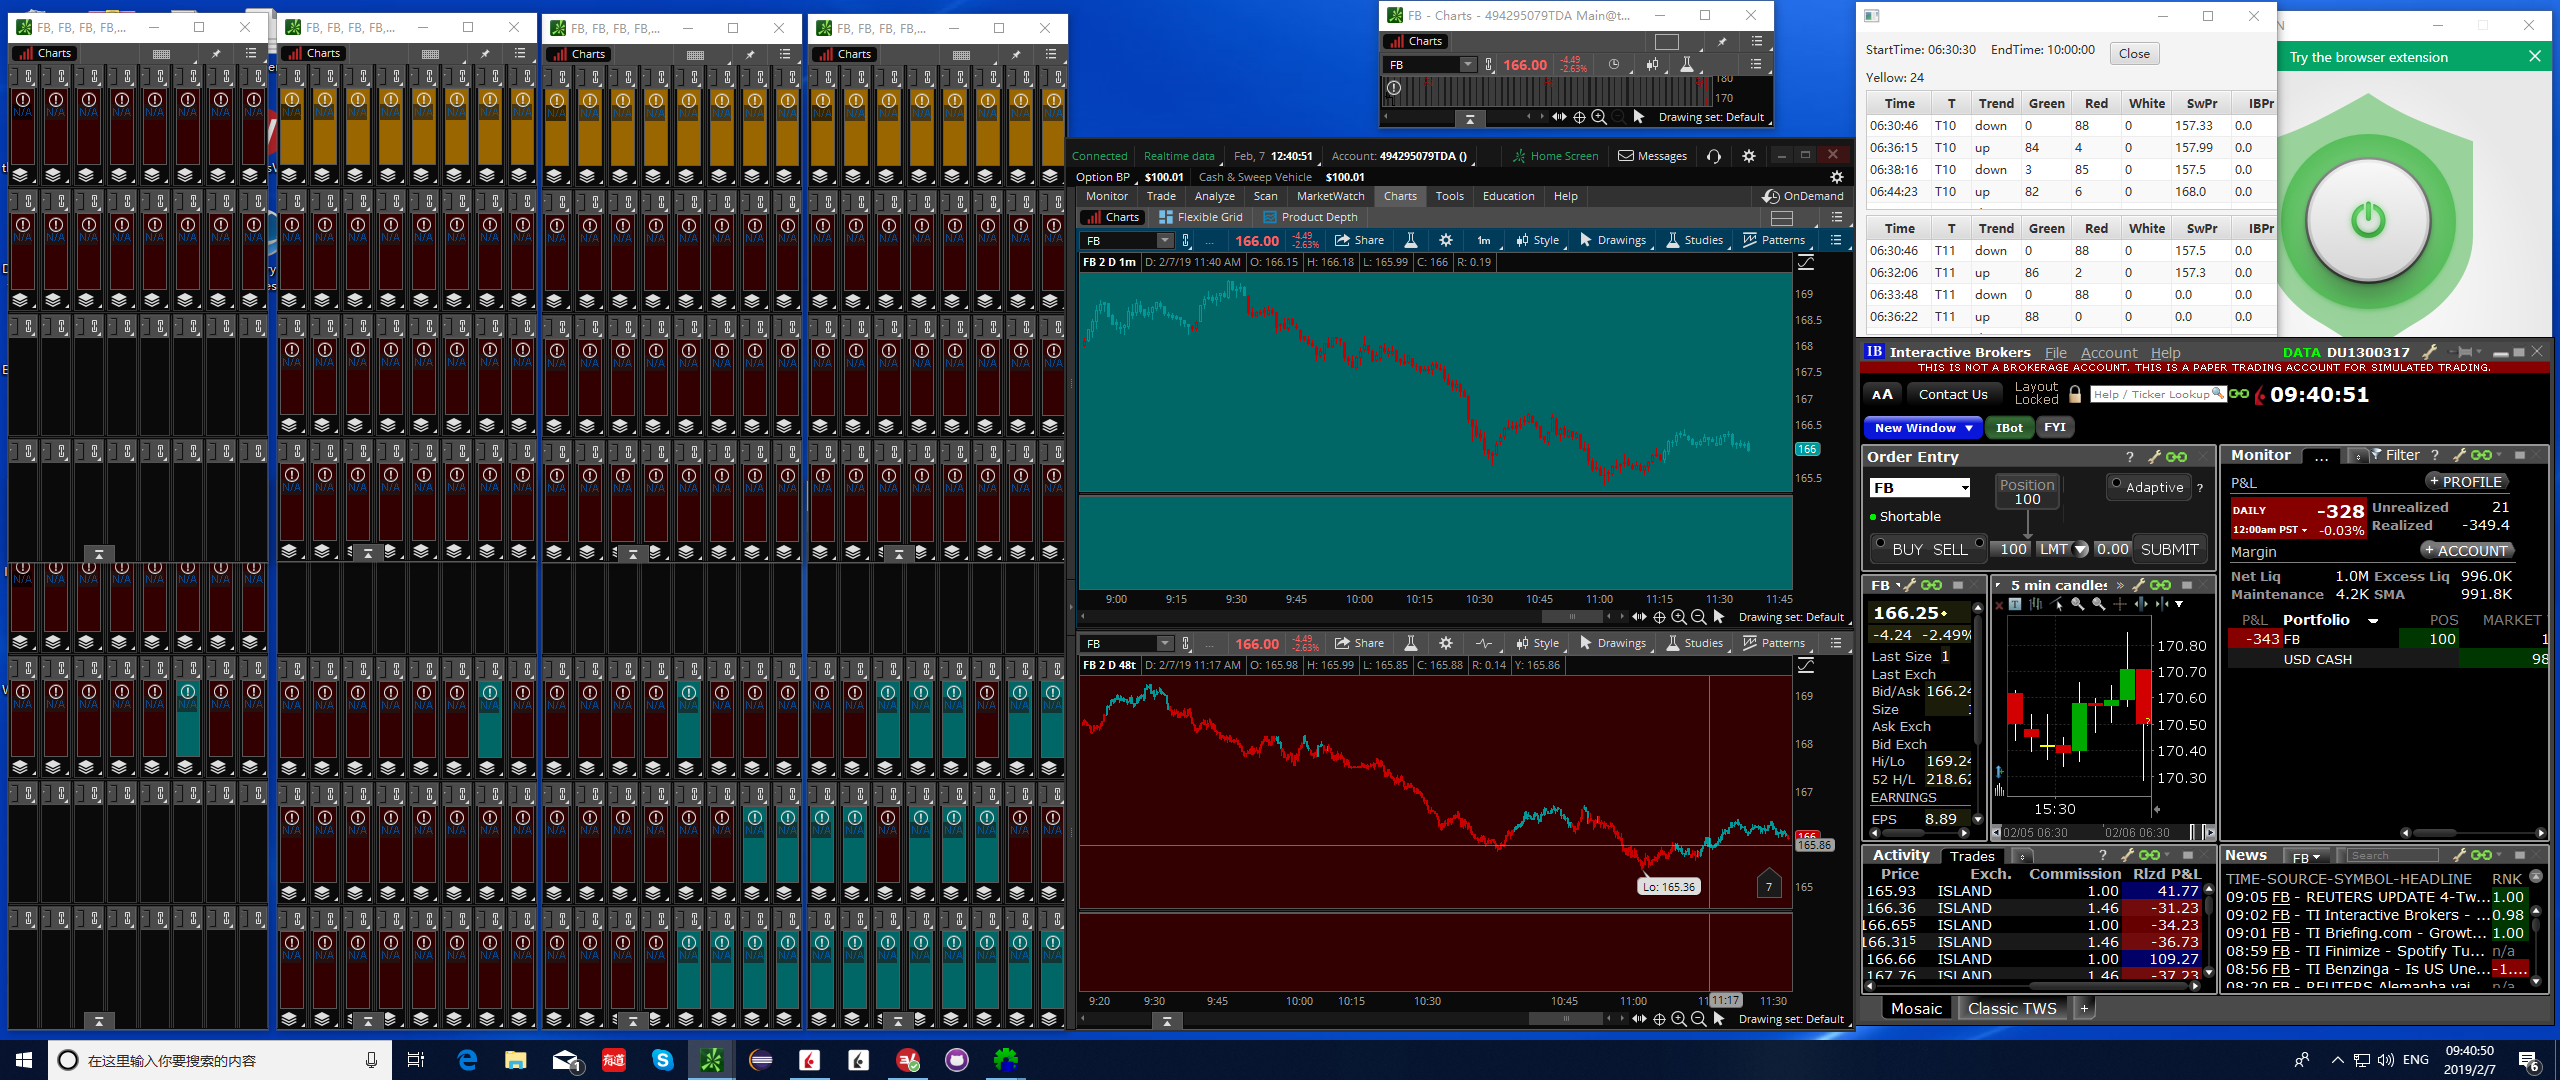 FB, FB, FB, FB,...
Charts
FB, FB, FB, FB,...
Charts
FB, FB, FB, FB,...
Charts
FB, FB, FB, FB,...
Charts
FB - Charts - 494295079TDA Main@t...
Charts
FB 166.00 -4.49 -2.63%
180
170
Drawing set: Default
Connected Realtime data Feb, 7 12:40:51 Account: 494295079TDA () Home Screen Messages
Option BP $100.01 Cash & Sweep Vehicle $100.01
Monitor Trade Analyze Scan MarketWatch Charts Tools Education Help OnDemand
Charts Flexible Grid Product Depth
FB 166.00 -4.49 -2.63% Share 1m Style Drawings Studies Patterns
FB 2 D 1m D: 2/7/19 11:40 AM O: 166.15 H: 166.18 L: 165.99 C: 166 R: 0.19
169
168.5
168
167.5
167
166.5
166
165.5
9:00 9:15 9:30 9:45 10:00 10:15 10:30 10:45 11:00 11:15 11:30 11:45
Drawing set: Default
FB 166.00 -4.49 -2.63% Share Style Drawings Studies Patterns
FB 2 D 48t D: 2/7/19 11:17 AM O: 165.98 H: 165.99 L: 165.85 C: 165.88 R: 0.14 Y: 165.86
169
168
167
166
165.86
Lo: 165.36
7
165
9:20 9:30 9:45 10:00 10:15 10:30 10:45 11:00 11:17 11:30
Drawing set: Default
StartTime: 06:30:30 EndTime: 10:00:00 Close
Yellow: 24
Time T Trend Green Red White SwPr IBPr
06:30:46 T10 down 0 88 0 157.33 0.0
06:36:15 T10 up 84 4 0 157.99 0.0
06:38:16 T10 down 3 85 0 157.5 0.0
06:44:23 T10 up 82 6 0 168.0 0.0
Time T Trend Green Red White SwPr IBPr
06:30:46 T11 down 0 88 0 157.5 0.0
06:32:06 T11 up 86 2 0 157.3 0.0
06:33:48 T11 down 0 88 0 0.0 0.0
06:36:22 T11 up 88 0 0 0.0 0.0
Try the browser extension
IB Interactive Brokers File Account Help DATA DU1300317
THIS IS NOT A BROKERAGE ACCOUNT. THIS IS A PAPER TRADING ACCOUNT FOR SIMULATED TRADING.
AA Contact Us Layout Locked Help / Ticker Lookup 09:40:51
New Window IBot FYI
Order Entry ?
FB Position 100 Adaptive ?
Shortable
BUY SELL 100 LMT 0.00 SUBMIT
Monitor ... Filter ?
P&L + PROFILE
DAILY -328 Unrealized 21
12:00am PST -0.03% Realized -349.4
Margin + ACCOUNT
Net Liq 1.0M Excess Liq 996.0K
Maintenance 4.2K SMA 991.8K
P&L Portfolio POS MARKET
-343 FB 100 1
USD CASH 98
FB
166.25
-4.24 -2.49%
Last Size 1
Last Exch
Bid/Ask 166.24
Size
Ask Exch
Bid Exch
Hi/Lo 169.24
52 H/L 218.62
EARNINGS
EPS 8.89
5 min candles
170.80
170.70
170.60
170.50
170.40
170.30
15:30
02/05 06:30 02/06 06:30
Activity Trades ?
Price Exch. Commission Rlzd P&L
165.93 ISLAND 1.00 41.77
166.36 ISLAND 1.46 -31.23
166.655 ISLAND 1.00 -34.23
166.315 ISLAND 1.46 -36.73
166.66 ISLAND 1.00 109.27
167.76 ISLAND 1.46 -37.23
News FB Search
TIME-SOURCE-SYMBOL-HEADLINE RNK
09:05 FB - REUTERS UPDATE 4-Tw... 1.00
09:02 FB - TI Interactive Brokers - ... 0.98
09:01 FB - TI Briefing.com - Growt... 1.00
08:59 FB - TI Finimize - Spotify Tu... n/a
08:56 FB - TI Benzinga - Is US Une... -1....
08:20 FB - REUTERS Alemanha vai n/a
Mosaic Classic TWS +
在这里输入你要搜索的内容
ENG
09:40:50
2019/2/7